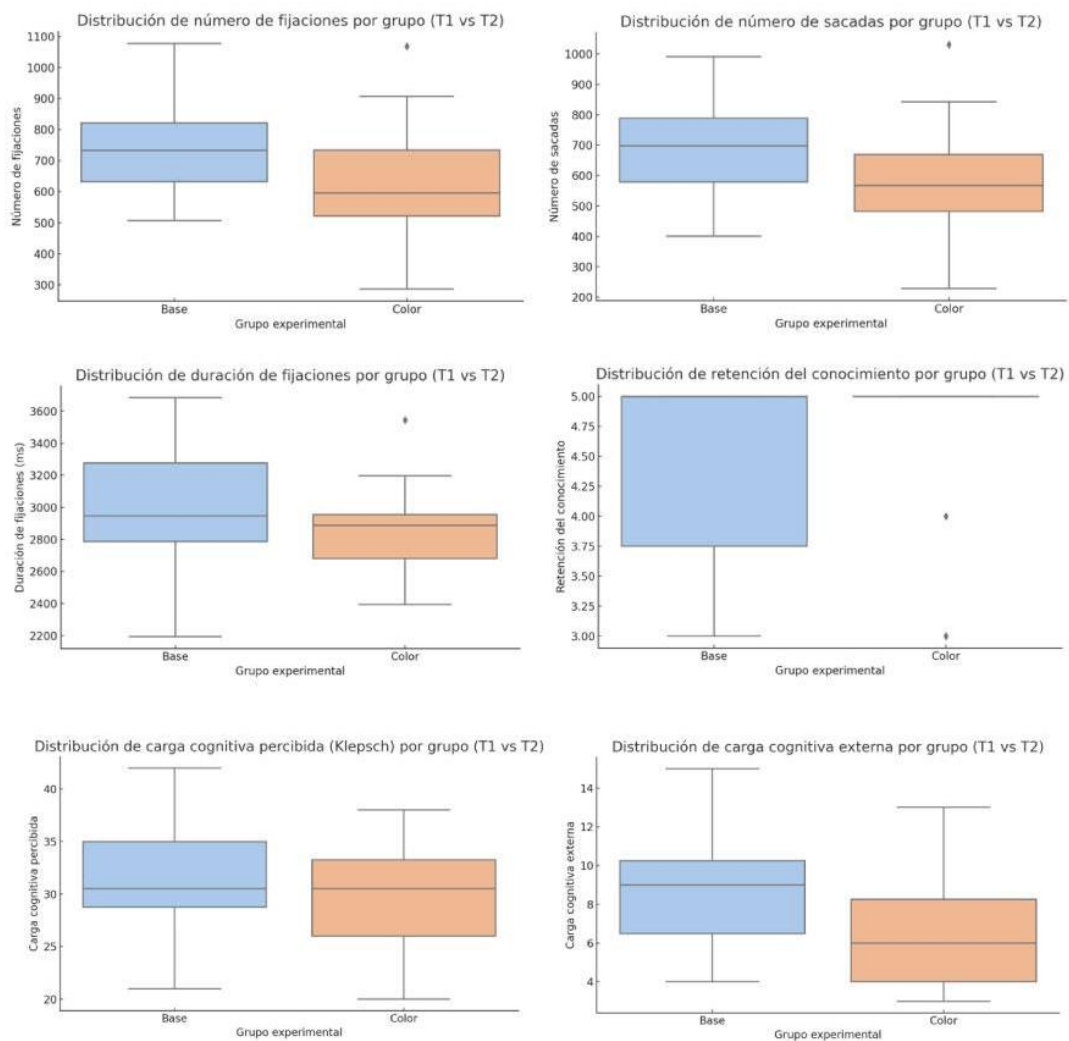 Distribución de número de fijaciones por grupo (T1 vs T2)
1100
1000
900
800
700
600
500
400
300
Número de fijaciones
Base
Color
Grupo experimental
Distribución de número de sacadas por grupo (T1 vs T2)
1000
900
800
700
600
500
400
300
200
Número de sacadas
Base
Color
Grupo experimental
Distribución de duración de fijaciones por grupo (T1 vs T2)
3600
3400
3200
3000
2800
2600
2400
2200
Duración de fijaciones (ms)
Base
Color
Grupo experimental
Distribución de retención del conocimiento por grupo (T1 vs T2)
5.00
4.75
4.50
4.25
4.00
3.75
3.50
3.25
3.00
Retención del conocimiento
Base
Color
Grupo experimental
Distribución de carga cognitiva percibida (Klepsch) por grupo (T1 vs T2)
40
35
30
25
20
Carga cognitiva percibida
Base
Color
Grupo experimental
Distribución de carga cognitiva externa por grupo (T1 vs T2)
14
12
10
8
6
4
Carga cognitiva externa
Base
Color
Grupo experimental